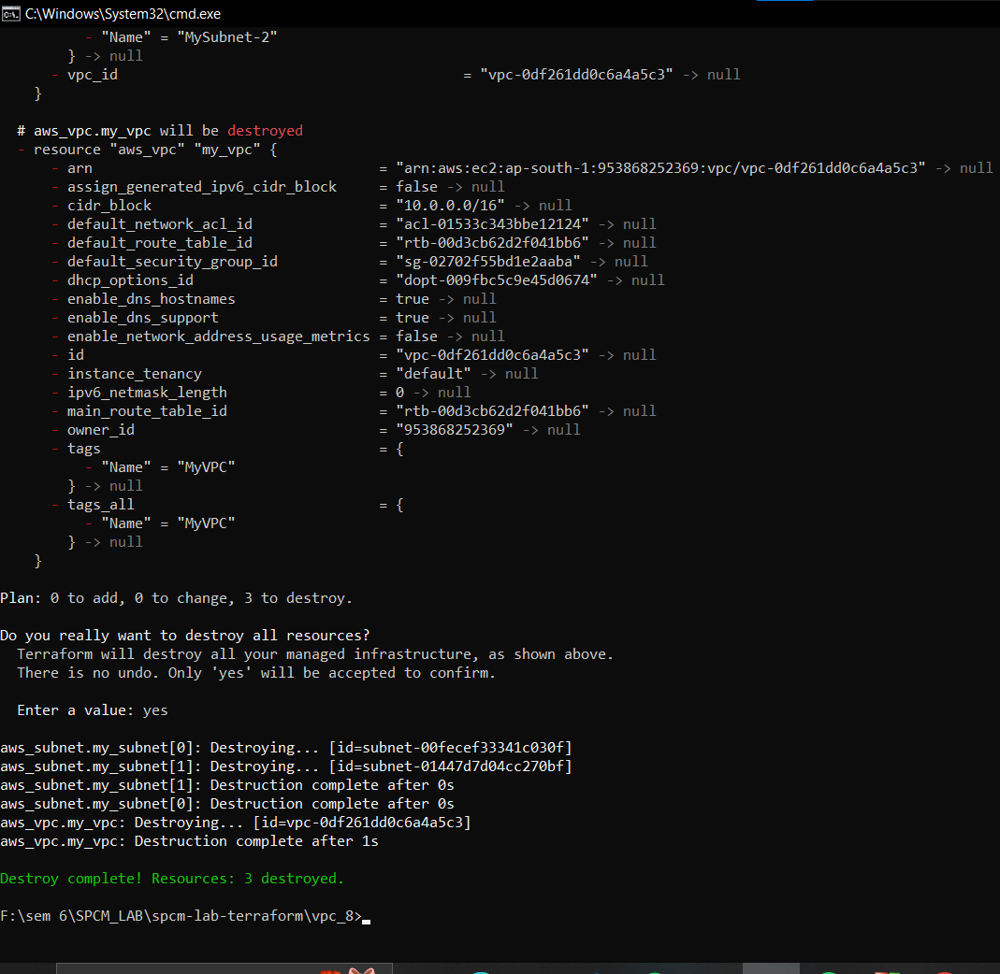 C:\Windows\System32\cmd.exe
- "Name" = "MySubnet-2"
} -> null
- vpc_id = "vpc-0df261dd0c6a4a5c3" -> null
}
# aws_vpc.my_vpc will be destroyed
- resource "aws_vpc" "my_vpc" {
- arn = "arn:aws:ec2:ap-south-1:953868252369:vpc/vpc-0df261dd0c6a4a5c3" -> null
- assign_generated_ipv6_cidr_block = false -> null
- cidr_block = "10.0.0.0/16" -> null
- default_network_acl_id = "acl-01533c343bbe12124" -> null
- default_route_table_id = "rtb-00d3cb62d2f041bb6" -> null
- default_security_group_id = "sg-02702f55bd1e2aaba" -> null
- dhcp_options_id = "dopt-009fbc5c9e45d0674" -> null
- enable_dns_hostnames = true -> null
- enable_dns_support = true -> null
- enable_network_address_usage_metrics = false -> null
- id = "vpc-0df261dd0c6a4a5c3" -> null
- instance_tenancy = "default" -> null
- ipv6_netmask_length = 0 -> null
- main_route_table_id = "rtb-00d3cb62d2f041bb6" -> null
- owner_id = "953868252369" -> null
- tags = {
- "Name" = "MyVPC"
} -> null
- tags_all = {
- "Name" = "MyVPC"
} -> null
}
Plan: 0 to add, 0 to change, 3 to destroy.
Do you really want to destroy all resources?
Terraform will destroy all your managed infrastructure, as shown above.
There is no undo. Only 'yes' will be accepted to confirm.
Enter a value: yes
aws_subnet.my_subnet[0]: Destroying... [id=subnet-00fecef33341c030f]
aws_subnet.my_subnet[1]: Destroying... [id=subnet-01447d7d04cc270bf]
aws_subnet.my_subnet[1]: Destruction complete after 0s
aws_subnet.my_subnet[0]: Destruction complete after 0s
aws_vpc.my_vpc: Destroying... [id=vpc-0df261dd0c6a4a5c3]
aws_vpc.my_vpc: Destruction complete after 1s
Destroy complete! Resources: 3 destroyed.
F:\sem 6\SPCM_LAB\spcm-lab-terraform\vpc_8>